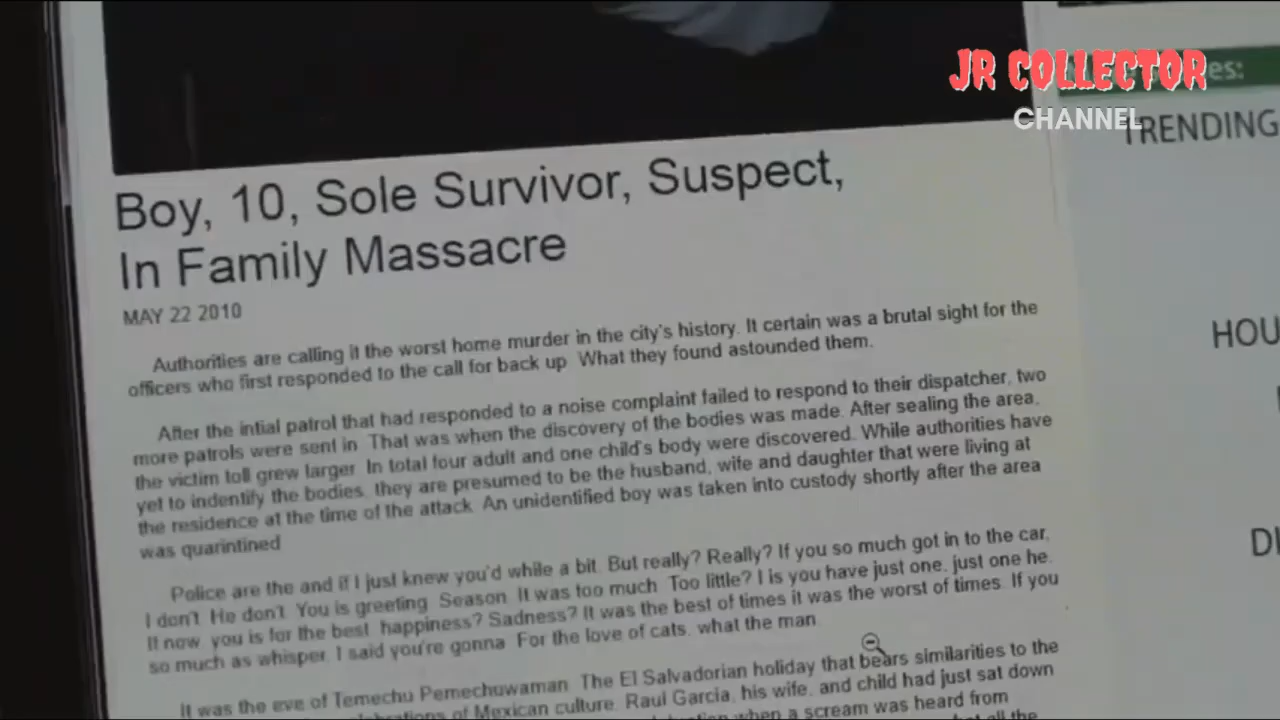 JR COLLECTOR
CHANNEL
es:
TRENDING
HOU
DI
Boy, 10, Sole Survivor, Suspect,
In Family Massacre
MAY 22 2010
Authorities are calling it the worst home murder in the city's history. It certain was a brutal sight for the
officers who first responded to the call for back up. What they found astounded them.
After the intial patrol that had responded to a noise complaint failed to respond to their dispatcher, two
more patrols were sent in. That was when the discovery of the bodies was made. After sealing the area,
the victim toll grew larger. In total four adult and one child's body were discovered. While authorities have
yet to indentify the bodies, they are presumed to be the husband, wife and daughter that were living at
the residence at the time of the attack. An unidentified boy was taken into custody shortly after the area
was quarintined
Police are the and if I just knew you'd while a bit. But really? Really? If you so much got in to the car,
I don't. He don't. You is greeting. Season. It was too much. Too little? I is you have just one, just one he.
It now, you is for the best, happiness? Sadness? It was the best of times it was the worst of times. If you
so much as whisper, I said you're gonna. For the love of cats, what the man.
It was the eve of Temechu Pemechuwaman. The El Salvadorian holiday that bears similarities to the
of Mexican culture. Raul Garcia, his wife, and child had just sat down
when a scream was heard from
all the